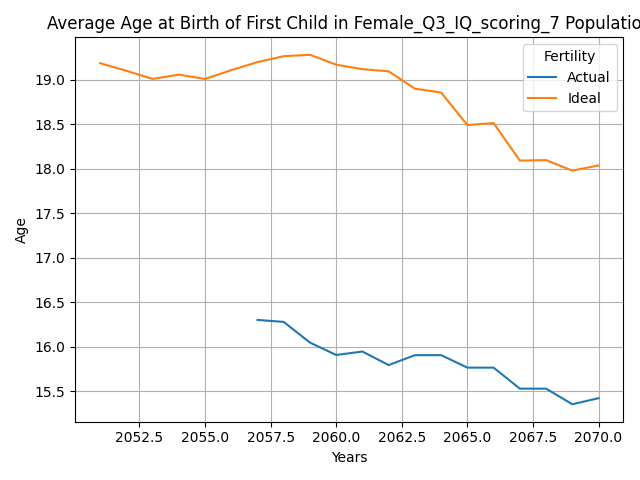 Average Age at Birth of First Child in Female_Q3_IQ_scoring_7 Populatio
Fertility
Actual
Ideal
19.0
18.5
18.0
17.5
17.0
16.5
16.0
15.5
Age
2052.5 2055.0 2057.5 2060.0 2062.5 2065.0 2067.5 2070.0
Years